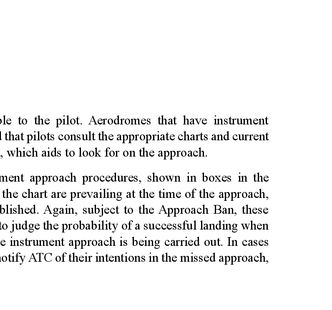 ble to the pilot. Aerodromes that have instrument
that pilots consult the appropriate charts and current
, which aids to look for on the approach.
ment approach procedures, shown in boxes in the
the chart are prevailing at the time of the approach,
blished. Again, subject to the Approach Ban, these
to judge the probability of a successful landing when
e instrument approach is being carried out. In cases
notify ATC of their intentions in the missed approach,